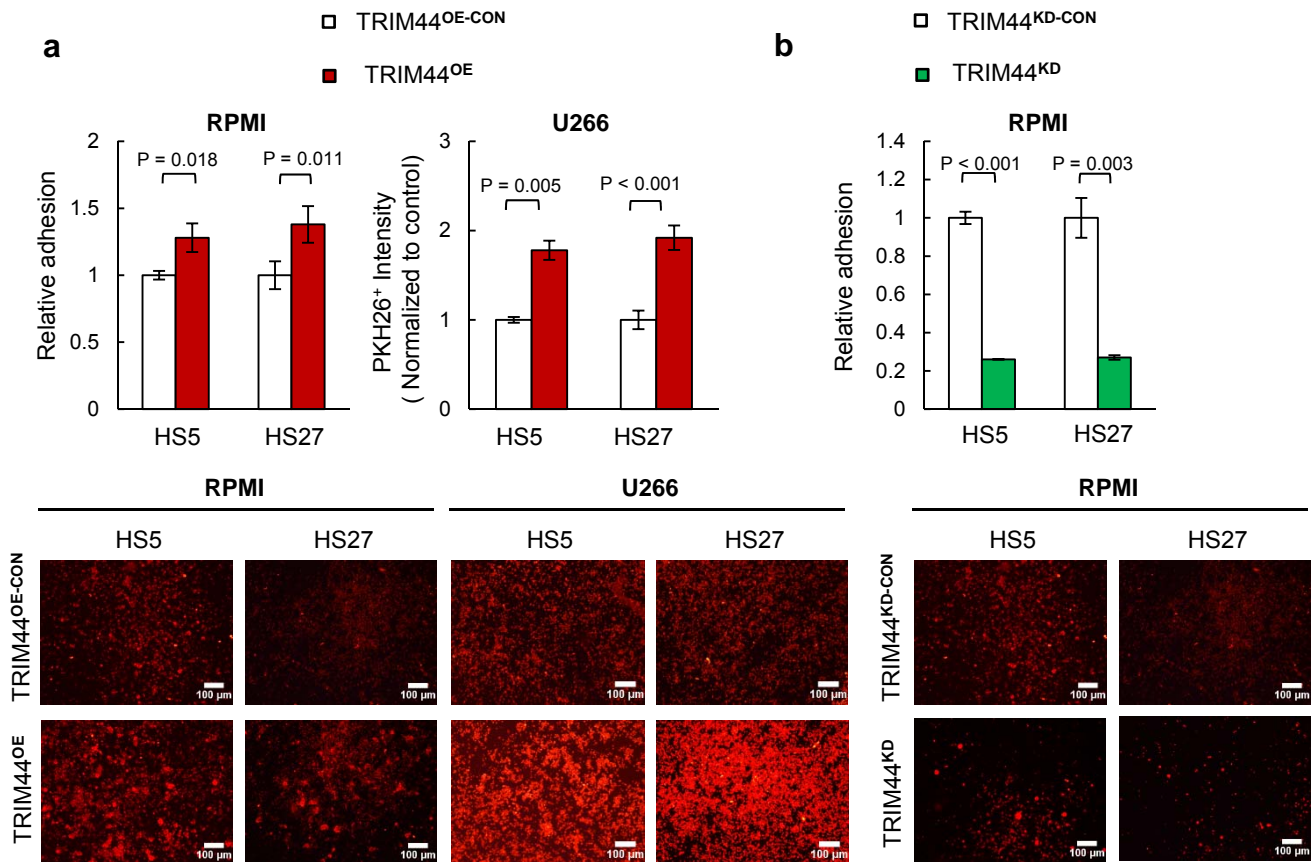 a
TRIM44OE-CON
TRIM44OE
b
TRIM44KD-CON
TRIM44KD
RPMI
Relative adhesion
2
1.5
1
0.5
0
P = 0.018
P = 0.011
HS5
HS27
U266
PKH26+ Intensity
( Normalized to control)
3
2
1
0
P = 0.005
P < 0.001
HS5
HS27
RPMI
Relative adhesion
1.4
1.2
1
0.8
0.6
0.4
0.2
0
P < 0.001
P = 0.003
HS5
HS27
RPMI
U266
RPMI
HS5
HS27
HS5
HS27
HS5
HS27
TRIM44OE-CON
100 µm
100 µm
100 µm
100 µm
TRIM44KD-CON
100 µm
100 µm
TRIM44OE
100 µm
100 µm
100 µm
100 µm
TRIM44KD
100 µm
100 µm